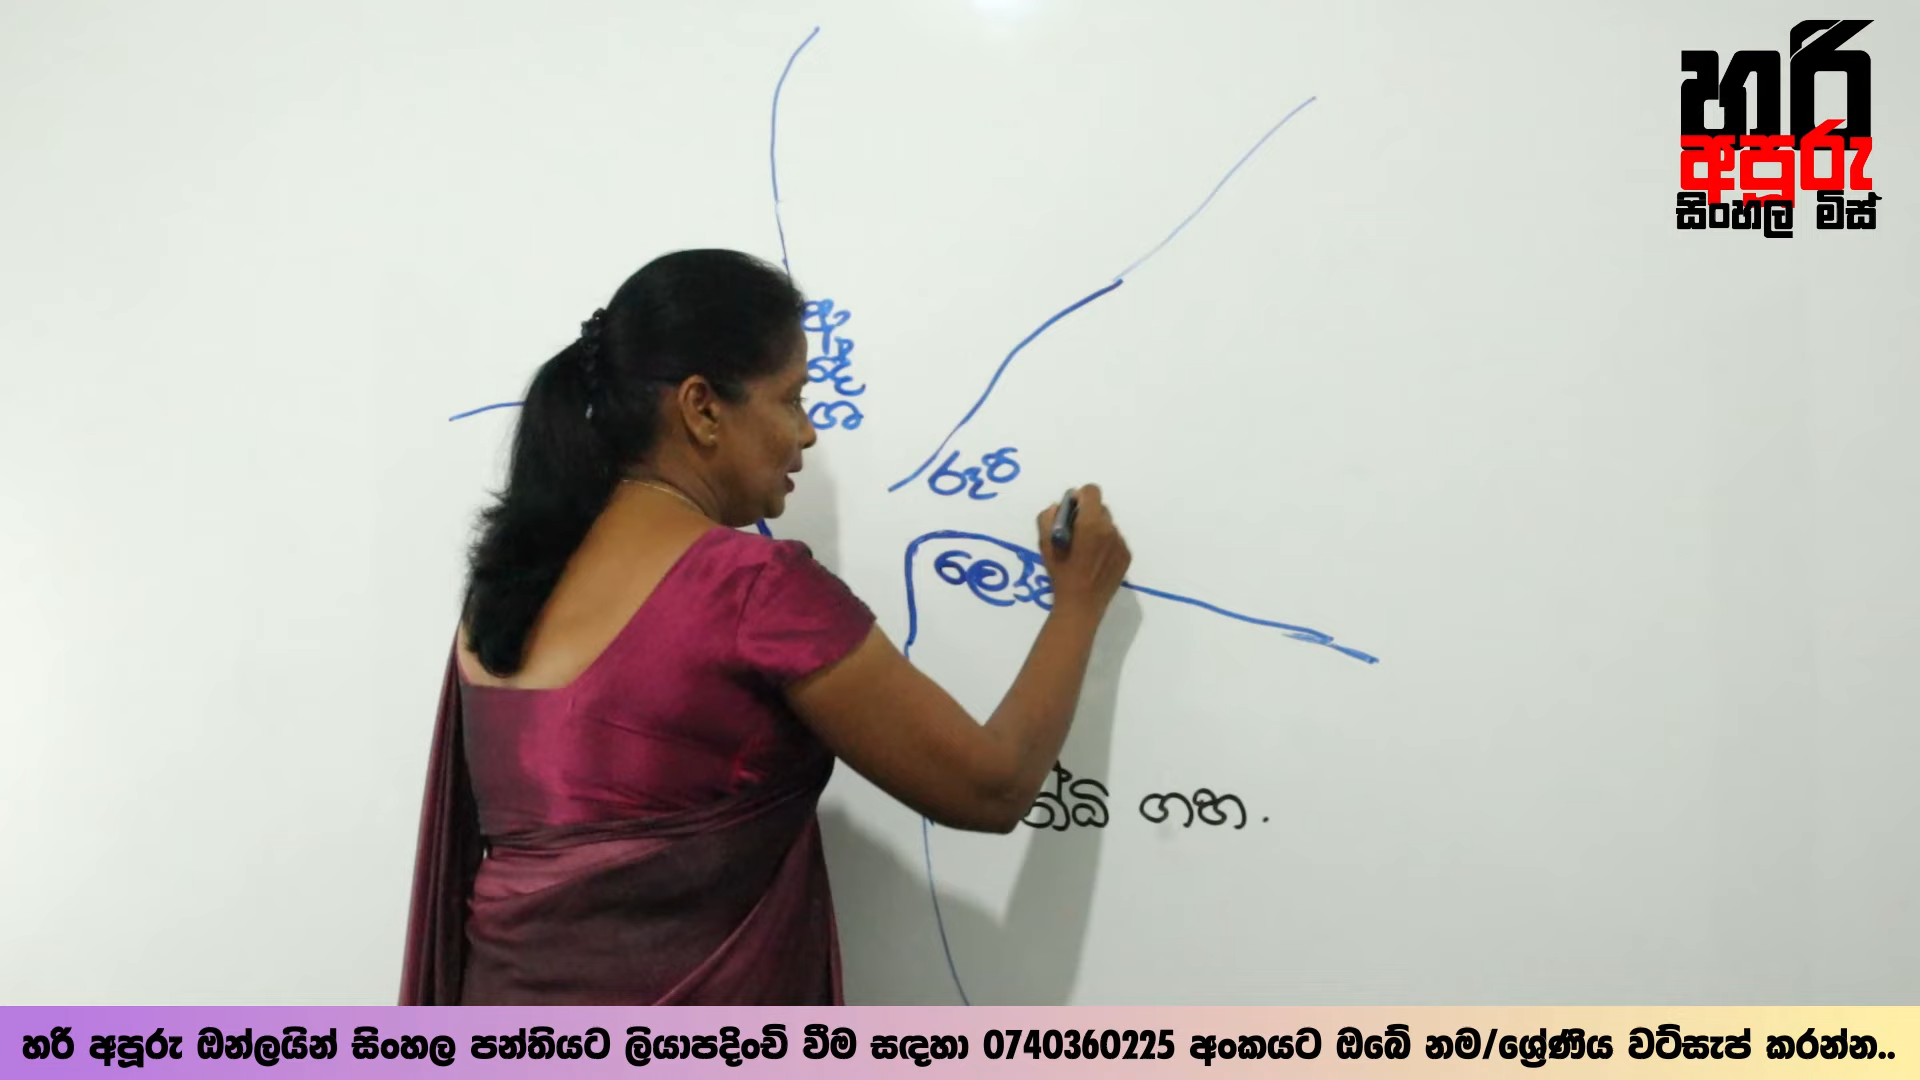 හරි
අපූරු
සිංහල මිස්
ආ
දේ
ශ
ලෝප
ගහ.
හරි අපූරු ඔන්ලයින් සිංහල පන්තියට ලියාපදිංචි වීම සඳහා 0740360225 අංකයට ඔබේ නම/ශ්‍රේණිය වට්සැප් කරන්න..